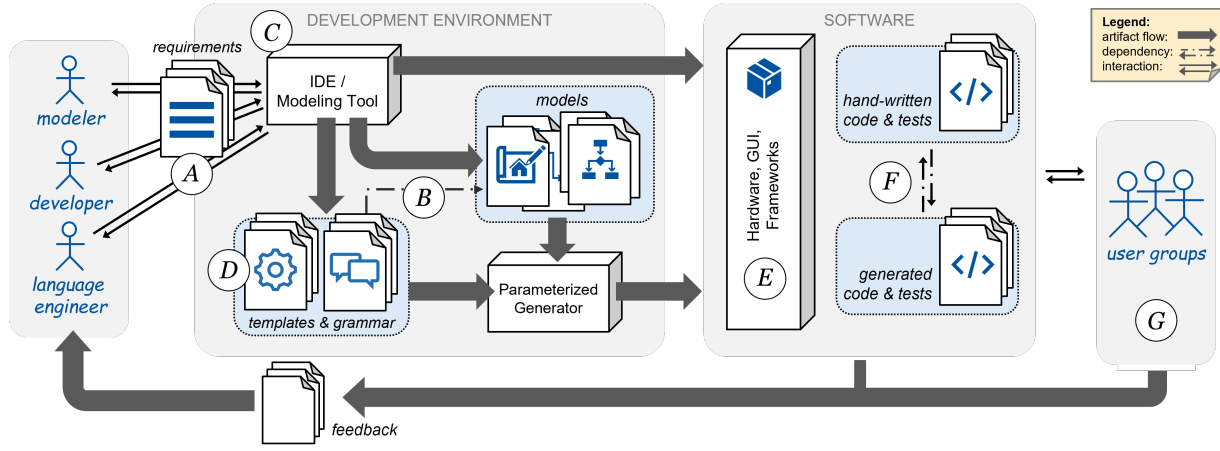 DEVELOPMENT ENVIRONMENT
SOFTWARE
Legend:
artifact flow:
dependency:
interaction:
requirements
C
IDE /
Modeling Tool
modeler
developer
language
engineer
A
models
B
D
templates & grammar
Parameterized
Generator
Hardware, GUI,
Frameworks
E
hand-written
code & tests
</>
F
generated
code & tests
</>
user groups
G
feedback